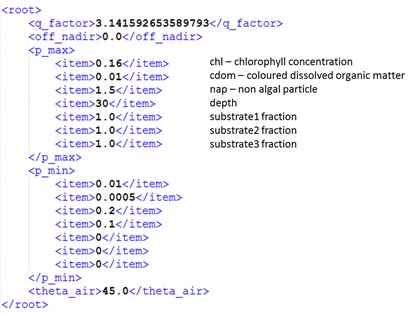 <root>
<q_factor>3.141592653589793</q_factor>
<off_nadir>0.0</off_nadir>
<p_max>
<item>0.16</item> chl – chlorophyll concentration
<item>0.01</item> cdom – coloured dissolved organic matter
<item>1.5</item> nap – non algal particle
<item>30</item> depth
<item>1.0</item> substrate1 fraction
<item>1.0</item> substrate2 fraction
<item>1.0</item> substrate3 fraction
</p_max>
<p_min>
<item>0.01</item>
<item>0.0005</item>
<item>0.2</item>
<item>0.1</item>
<item>0</item>
<item>0</item>
<item>0</item>
</p_min>
<theta_air>45.0</theta_air>
</root>